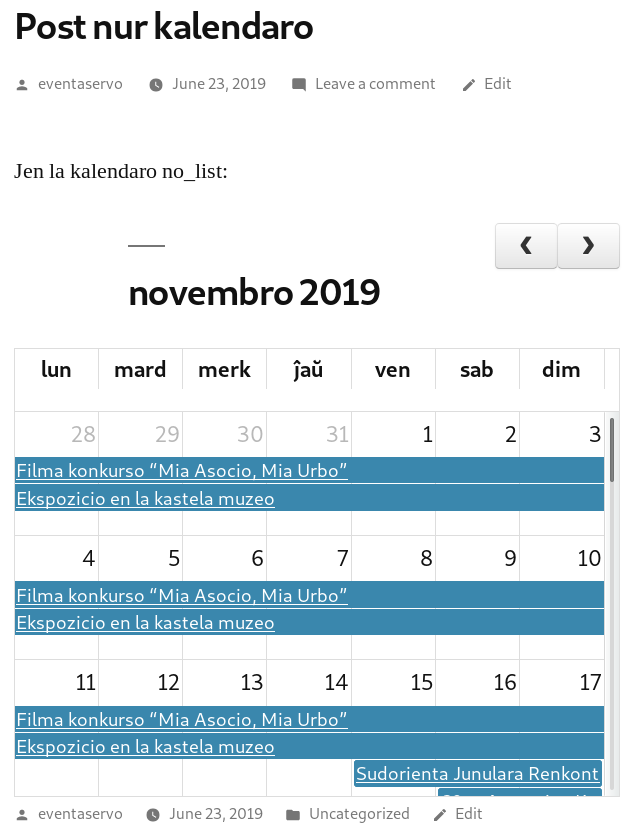 Post nur kalendaro
eventaservo June 23, 2019 Leave a comment Edit
Jen la kalendaro no_list:
novembro 2019
lun mard merk ĵaŭ ven sab dim
28 29 30 31 1 2 3
Filma konkurso “Mia Asocio, Mia Urbo”
Ekspozicio en la kastela muzeo
4 5 6 7 8 9 10
Filma konkurso “Mia Asocio, Mia Urbo”
Ekspozicio en la kastela muzeo
11 12 13 14 15 16 17
Filma konkurso “Mia Asocio, Mia Urbo”
Ekspozicio en la kastela muzeo
Sudorienta Junulara Renkont
eventaservo June 23, 2019 Uncategorized Edit